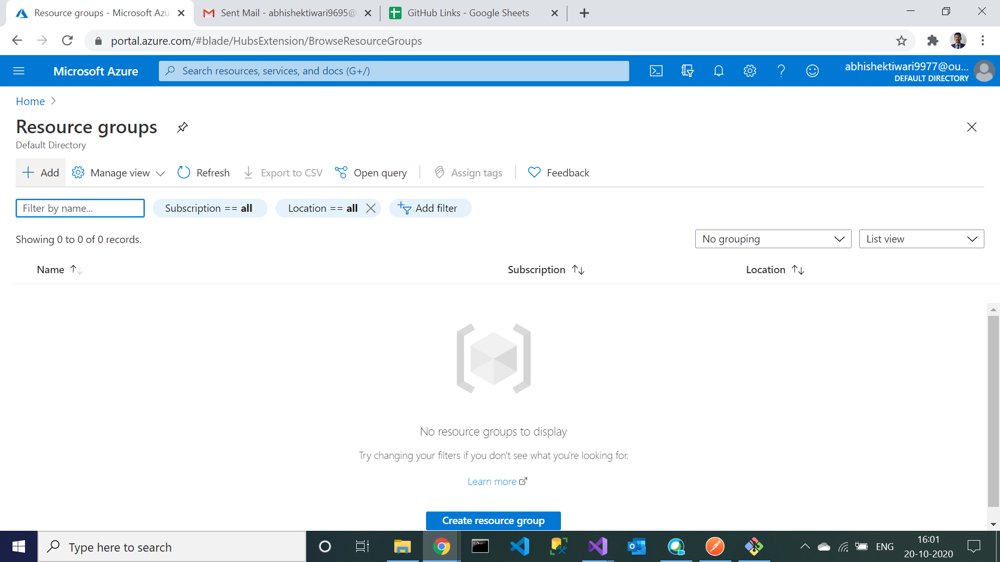 Resource groups - Microsoft Azu
Sent Mail - abhishektiwari9695@
GitHub Links - Google Sheets
portal.azure.com/#blade/HubsExtension/BrowseResourceGroups
Microsoft Azure
Search resources, services, and docs (G+/)
abhishektiwari9977@ou...
DEFAULT DIRECTORY
Home
Resource groups
Default Directory
Add
Manage view
Refresh
Export to CSV
Open query
Assign tags
Feedback
Filter by name...
Subscription == all
Location == all
Add filter
Showing 0 to 0 of 0 records.
No grouping
List view
Name
Subscription
Location
No resource groups to display
Try changing your filters if you don't see what you're looking for.
Learn more
Create resource group
Type here to search
ENG
16:01
20-10-2020